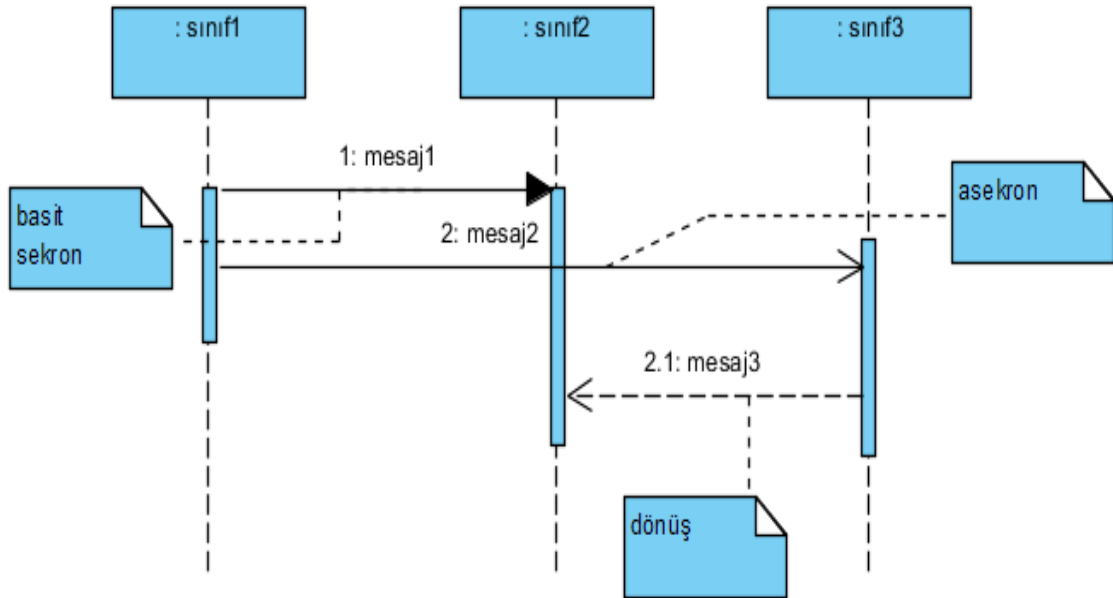 : sınıf1
: sınıf2
: sınıf3
1: mesaj1
basit
sekron
asekron
2: mesaj2
2.1: mesaj3
dönüş